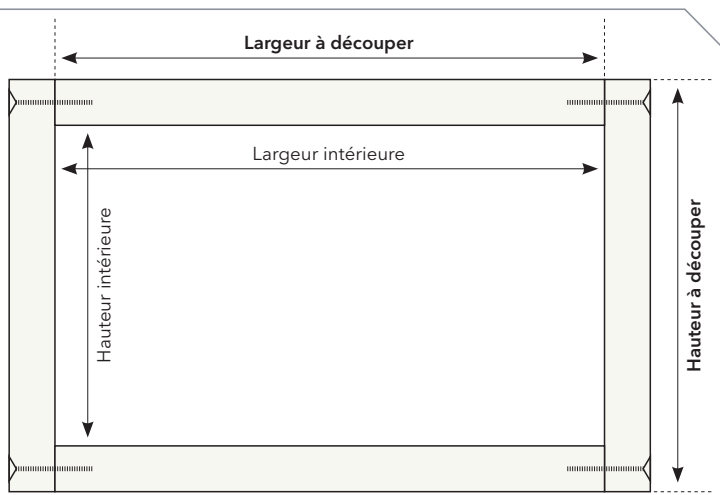 Largeur à découper
Largeur intérieure
Hauteur intérieure
Hauteur à découper